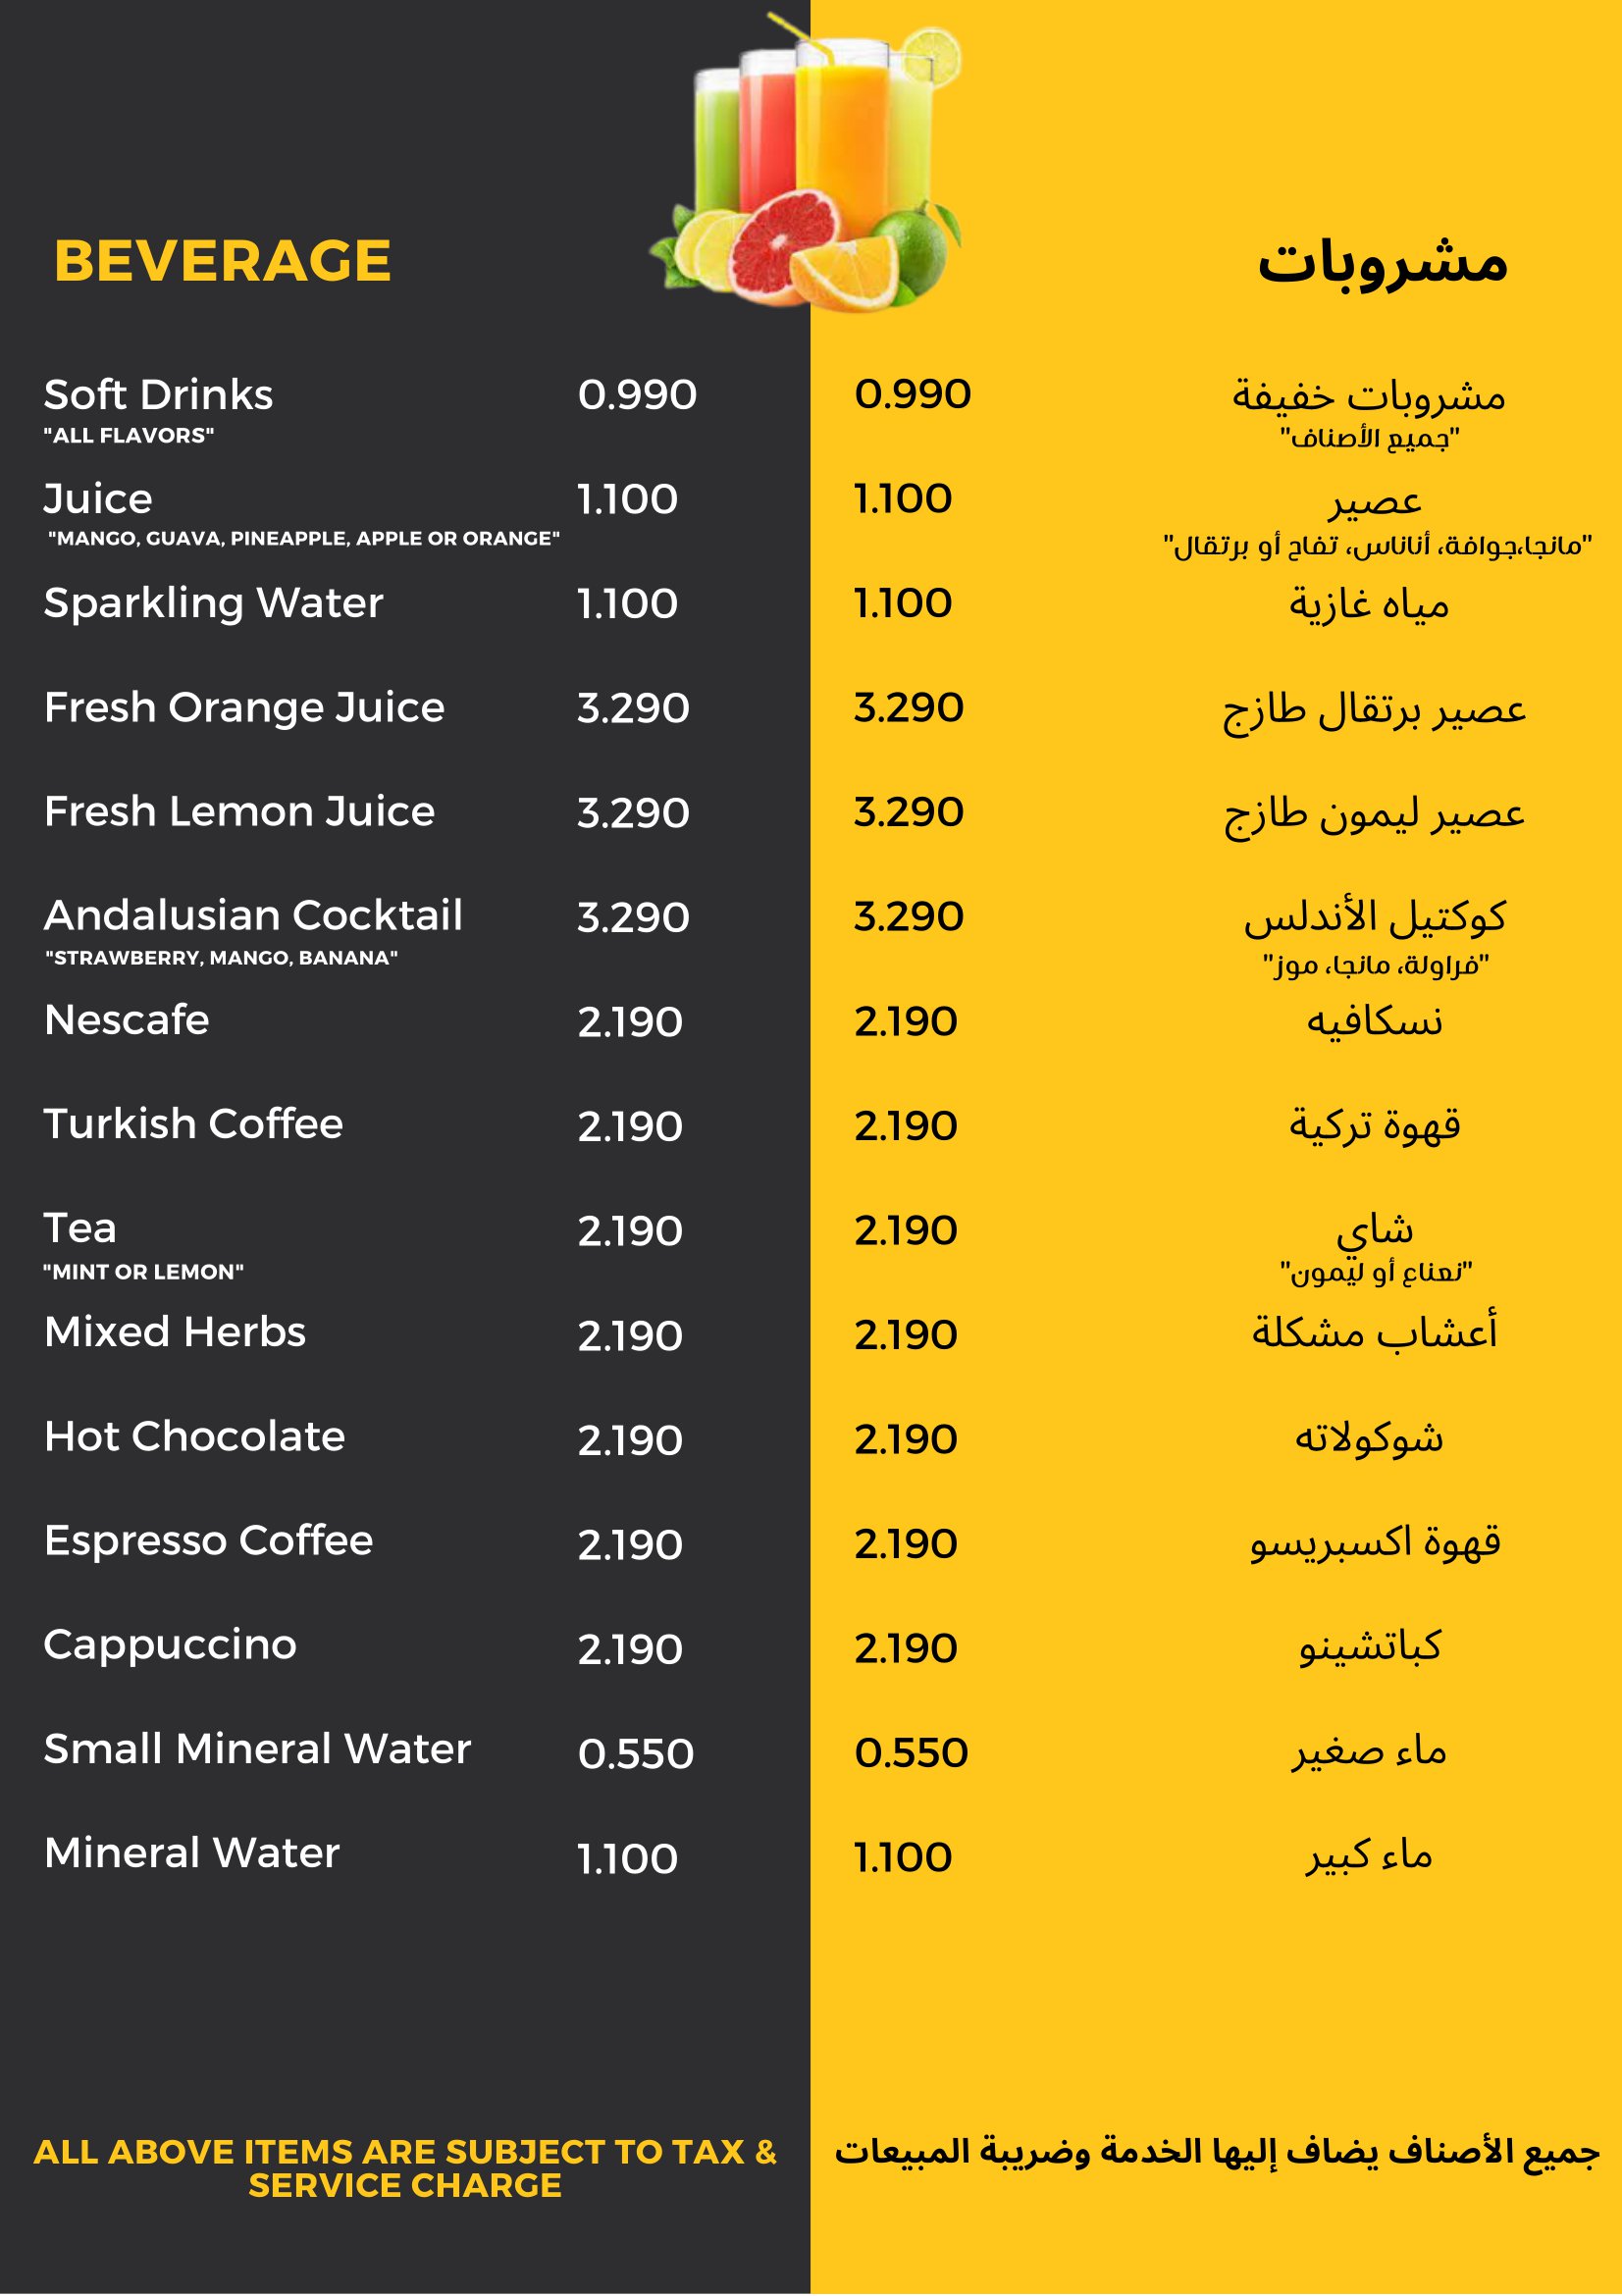 BEVERAGE
مشروبات
Soft Drinks 0.990 0.990 مشروبات خفيفة
"ALL FLAVORS" "جميع الأصناف"
Juice 1.100 1.100 عصير
"MANGO, GUAVA, PINEAPPLE, APPLE OR ORANGE" "مانجا،جوافة، أناناس، تفاح أو برتقال"
Sparkling Water 1.100 1.100 مياه غازية
Fresh Orange Juice 3.290 3.290 عصير برتقال طازج
Fresh Lemon Juice 3.290 3.290 عصير ليمون طازج
Andalusian Cocktail 3.290 3.290 كوكتيل الأندلس
"STRAWBERRY, MANGO, BANANA" "فراولة، مانجا، موز"
Nescafe 2.190 2.190 نسكافيه
Turkish Coffee 2.190 2.190 قهوة تركية
Tea 2.190 2.190 شاي
"MINT OR LEMON" "نعناع أو ليمون"
Mixed Herbs 2.190 2.190 أعشاب مشكلة
Hot Chocolate 2.190 2.190 شوكولاته
Espresso Coffee 2.190 2.190 قهوة اكسبريسو
Cappuccino 2.190 2.190 كباتشينو
Small Mineral Water 0.550 0.550 ماء صغير
Mineral Water 1.100 1.100 ماء كبير
ALL ABOVE ITEMS ARE SUBJECT TO TAX &
SERVICE CHARGE
جميع الأصناف يضاف إليها الخدمة وضريبة المبيعات